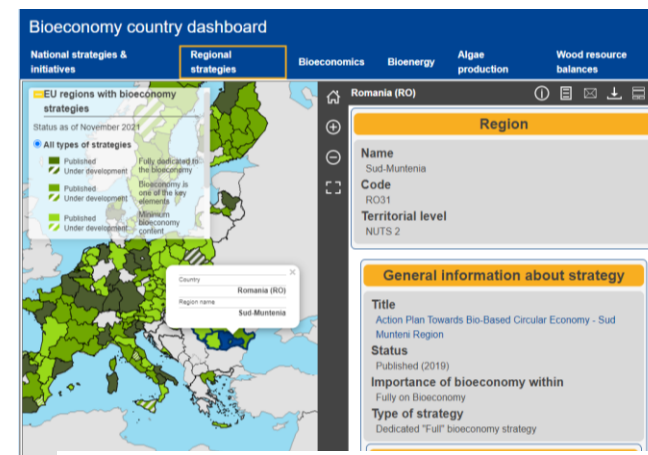 Bioeconomy country dashboard
National strategies &
initiatives
Regional
strategies
Bioeconomics
Bioenergy
Algae
production
Wood resource
balances
EU regions with bioeconomy
strategies
Status as of November 2021
All types of strategies
Published
Under development
Fully dedicated to
the bioeconomy
Published
Under development
Bioeconomy is
one of the key
elements
Published
Under development
Minimum
bioeconomy
content
Country
Romania (RO)
Region name
Sud-Muntenia
Romania (RO)
Region
Name
Sud-Muntenia
Code
RO31
Territorial level
NUTS 2
General information about strategy
Title
Action Plan Towards Bio-Based Circular Economy - Sud
Munteni Region
Status
Published (2019)
Importance of bioeconomy within
Fully on Bioeconomy
Type of strategy
Dedicated "Full" bioeconomy strategy